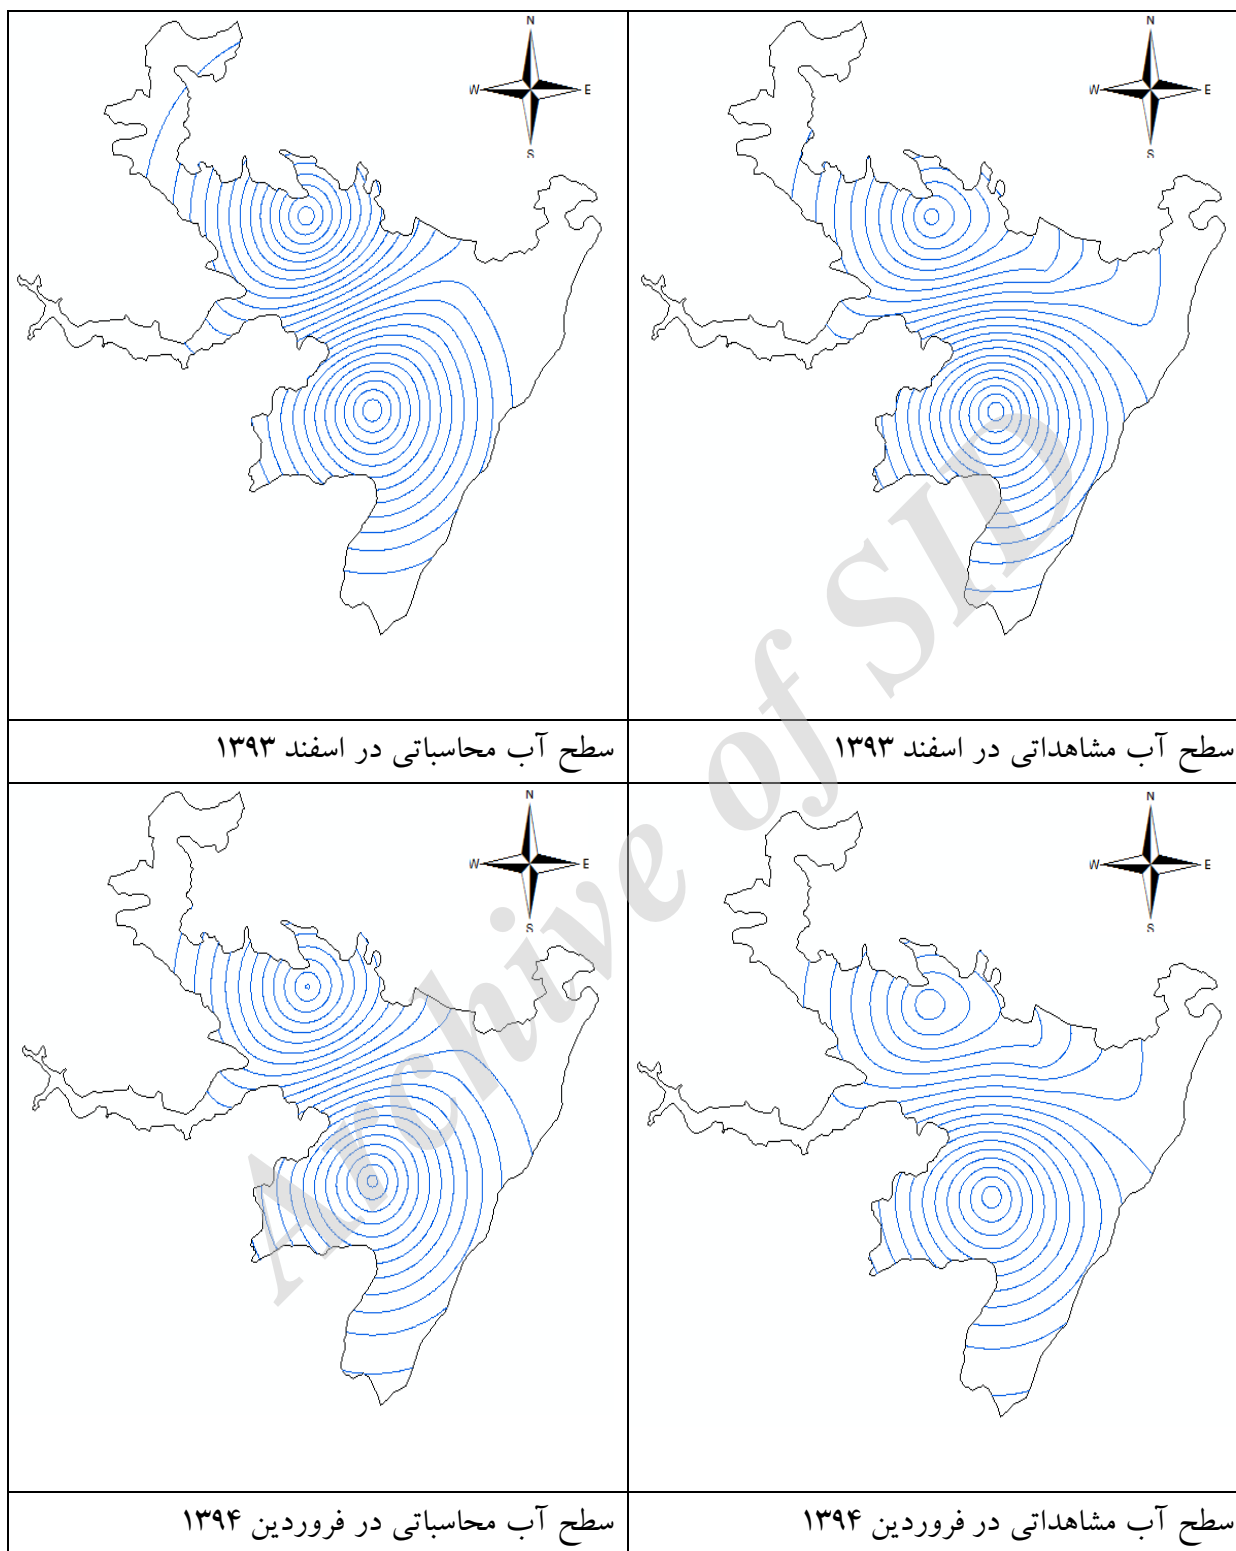 N
W E
S
N
W E
S
سطح آب مشاهداتی در اسفند ۱۳۹۳
سطح آب محاسباتی در اسفند ۱۳۹۳
N
W E
S
N
W E
S
سطح آب مشاهداتی در فروردین ۱۳۹۴
سطح آب محاسباتی در فروردین ۱۳۹۴
Archive of SID